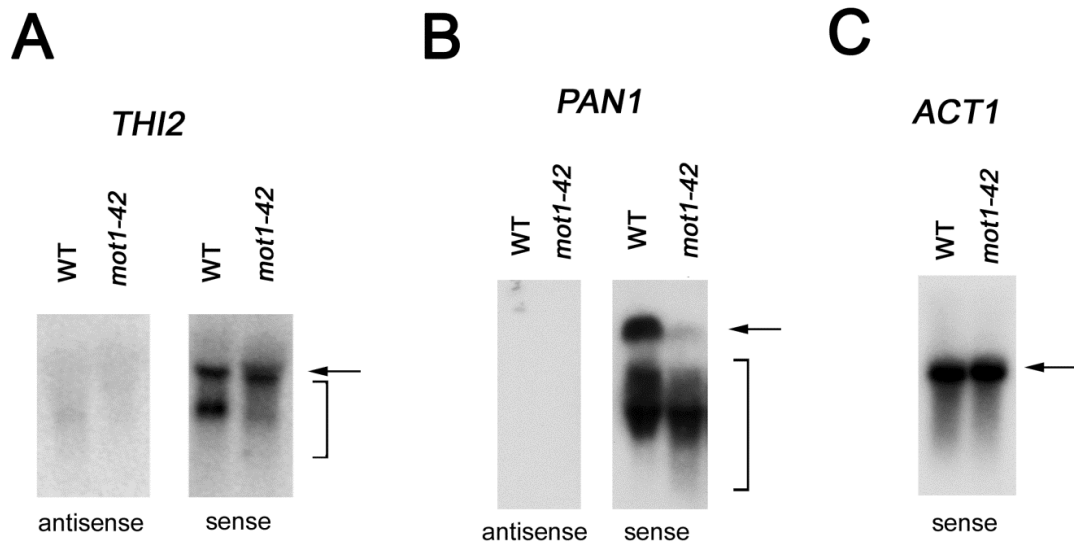 A
THI2
WT
mot1-42
WT
mot1-42
antisense
sense
B
PAN1
WT
mot1-42
WT
mot1-42
antisense
sense
C
ACT1
WT
mot1-42
sense